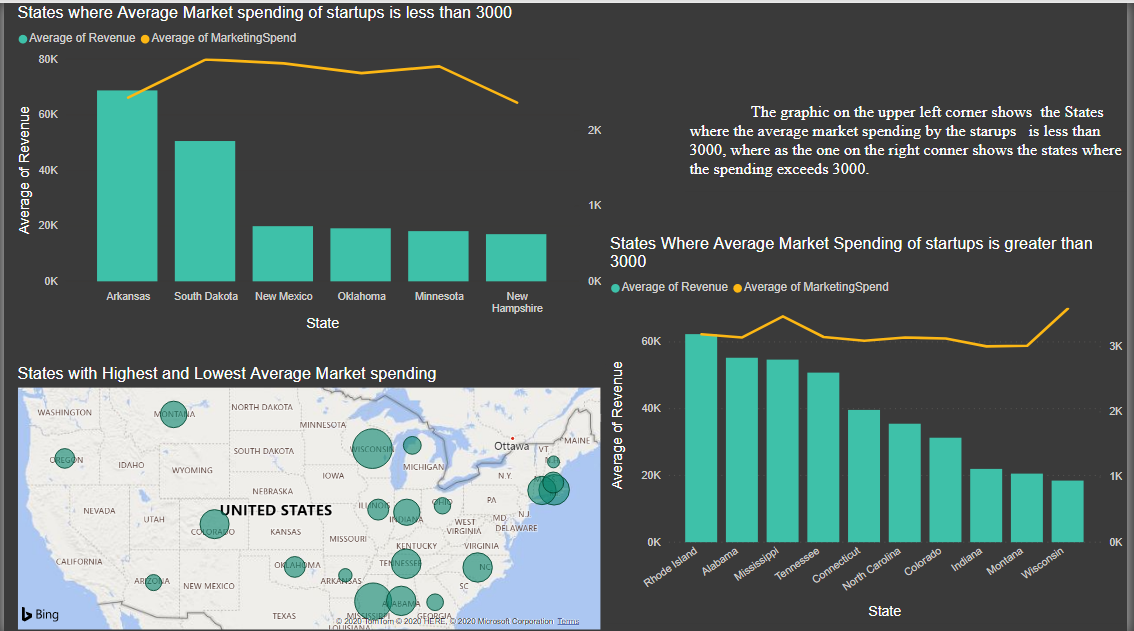 States where Average Market spending of startups is less than 3000
Average of Revenue Average of MarketingSpend
80K
60K
40K
20K
0K
Average of Revenue
2K
1K
0K
Arkansas South Dakota New Mexico Oklahoma Minnesota New Hampshire
State
The graphic on the upper left corner shows the States
where the average market spending by the starups is less than
3000, where as the one on the right conner shows the states where
the spending exceeds 3000.
States Where Average Market Spending of startups is greater than
3000
Average of Revenue Average of MarketingSpend
60K
40K
20K
0K
Average of Revenue
3K
2K
1K
0K
Rhode Island Alabama Mississippi Tennessee Connecticut North Carolina Colorado Indiana Montana Wisconsin
State
States with Highest and Lowest Average Market spending
WASHINGTON
MONTANA
NORTH DAKOTA
MINNESOTA
Ottawa
MAINE
VT
N.H.
OREGON
IDAHO
WYOMING
SOUTH DAKOTA
WISCONSIN
MICHIGAN
N.Y.
IOWA
NEBRASKA
NEVADA
UTAH
COLORADO
UNITED STATES
KANSAS
MISSOURI
ILLINOIS
INDIANA
OHIO
PA
N.J.
MD
DELAWARE
WEST
VIRGINIA
KENTUCKY
VIRGINIA
CALIFORNIA
ARIZONA
NEW MEXICO
OKLAHOMA
ARKANSAS
TENNESSEE
NC
SC
TEXAS
MISSISSIPPI
ALABAMA
GEORGIA
LOUISIANA
Bing
© 2020 TomTom © 2020 HERE, © 2020 Microsoft Corporation Terms